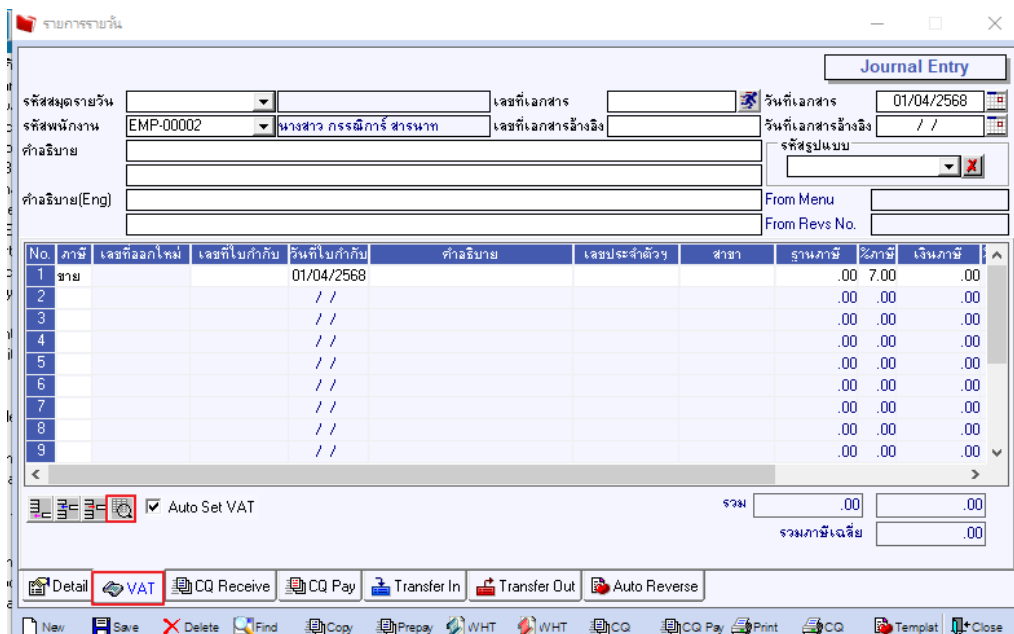 รายการรายวัน
Journal Entry
รหัสสมุดรายวัน เลขที่เอกสาร วันที่เอกสาร 01/04/2568
รหัสพนักงาน EMP-00002 นางสาว กรรณิการ์ สารนาท เลขที่เอกสารอ้างอิง วันที่เอกสารอ้างอิง / /
คำอธิบาย รหัสรูปแบบ
คำอธิบาย(Eng) From Menu
From Revs No.
No. ภาษี เลขที่ออกใหม่ เลขที่ใบกำกับ วันที่ใบกำกับ คำอธิบาย เลขประจำตัวฯ สาขา ฐานภาษี %ภาษี เงินภาษี
1 ขาย 01/04/2568 .00 7.00 .00
2 / / .00 .00 .00
3 / / .00 .00 .00
4 / / .00 .00 .00
5 / / .00 .00 .00
6 / / .00 .00 .00
7 / / .00 .00 .00
8 / / .00 .00 .00
9 / / .00 .00 .00
Auto Set VAT รวม .00 .00
รวมภาษีเฉลี่ย .00
Detail VAT CQ Receive CQ Pay Transfer In Transfer Out Auto Reverse
New Save Delete Find Copy Prepay WHT WHT CQ CQ Pay Print CQ Templat Close